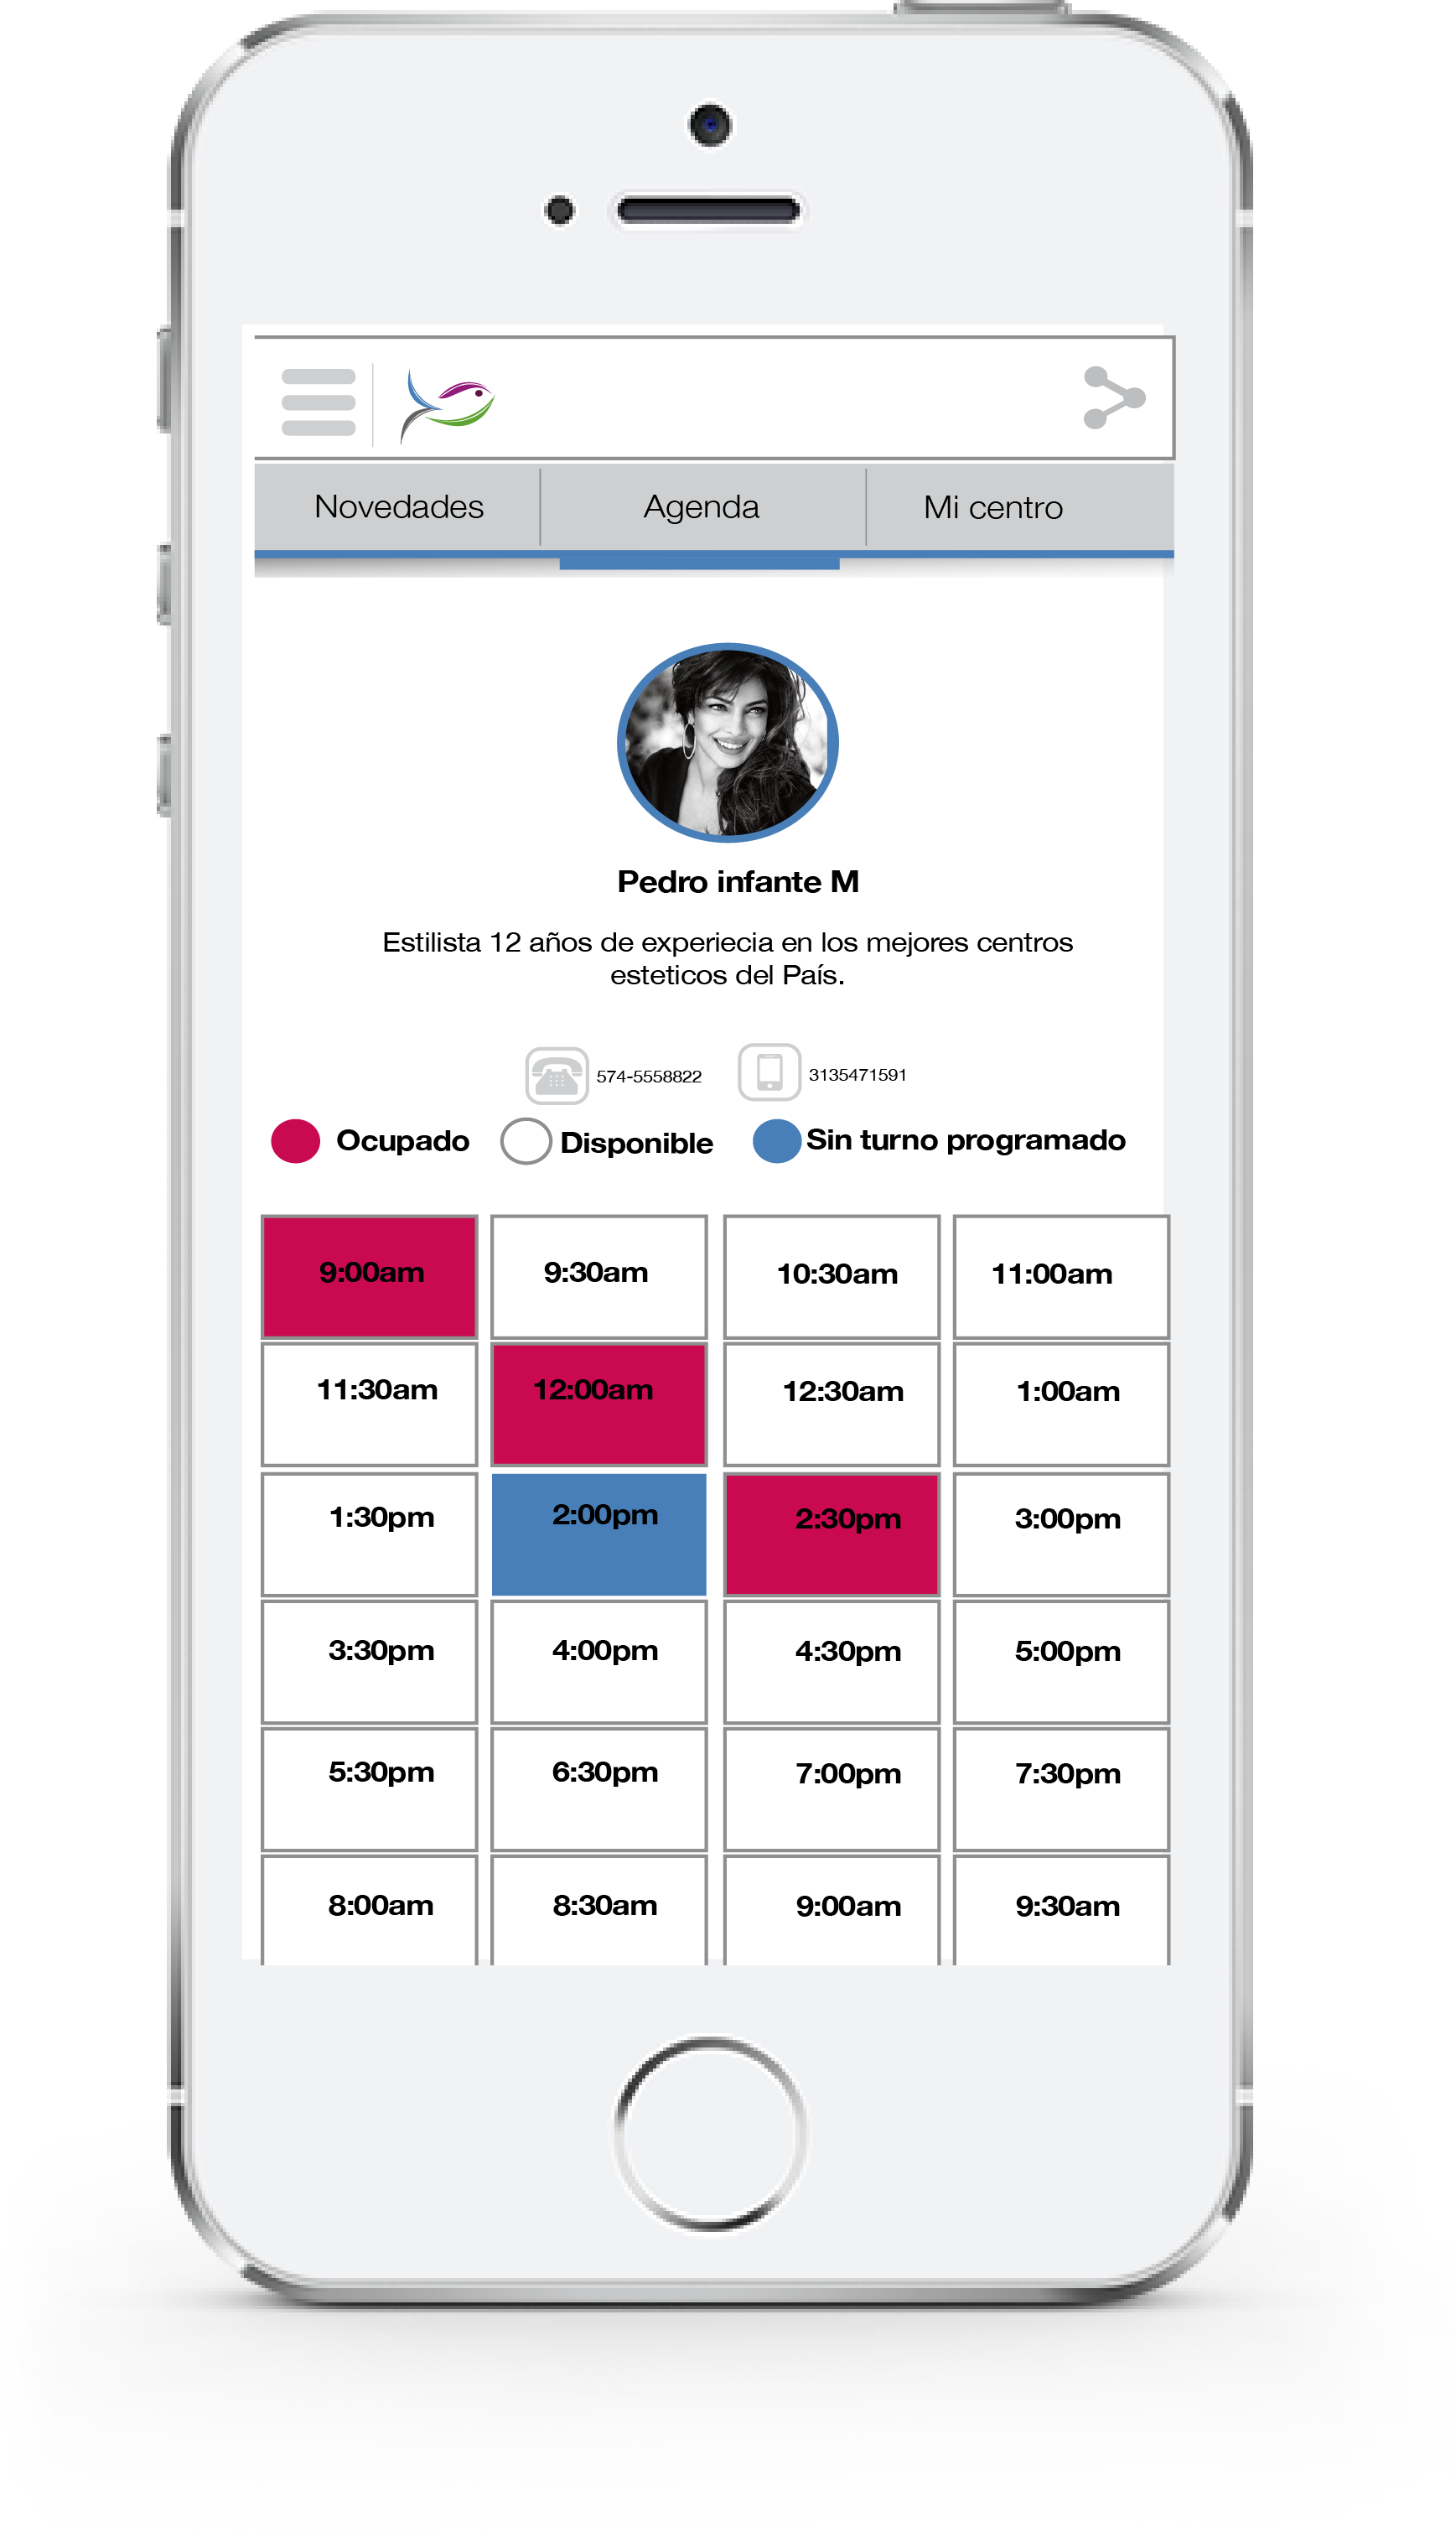 Novedades Agenda Mi centro
Pedro infante M
Estilista 12 años de experiecia en los mejores centros
esteticos del País.
574-5558822 3135471591
Ocupado Disponible Sin turno programado
9:00am 9:30am 10:30am 11:00am
11:30am 12:00am 12:30am 1:00am
1:30pm 2:00pm 2:30pm 3:00pm
3:30pm 4:00pm 4:30pm 5:00pm
5:30pm 6:30pm 7:00pm 7:30pm
8:00am 8:30am 9:00am 9:30am